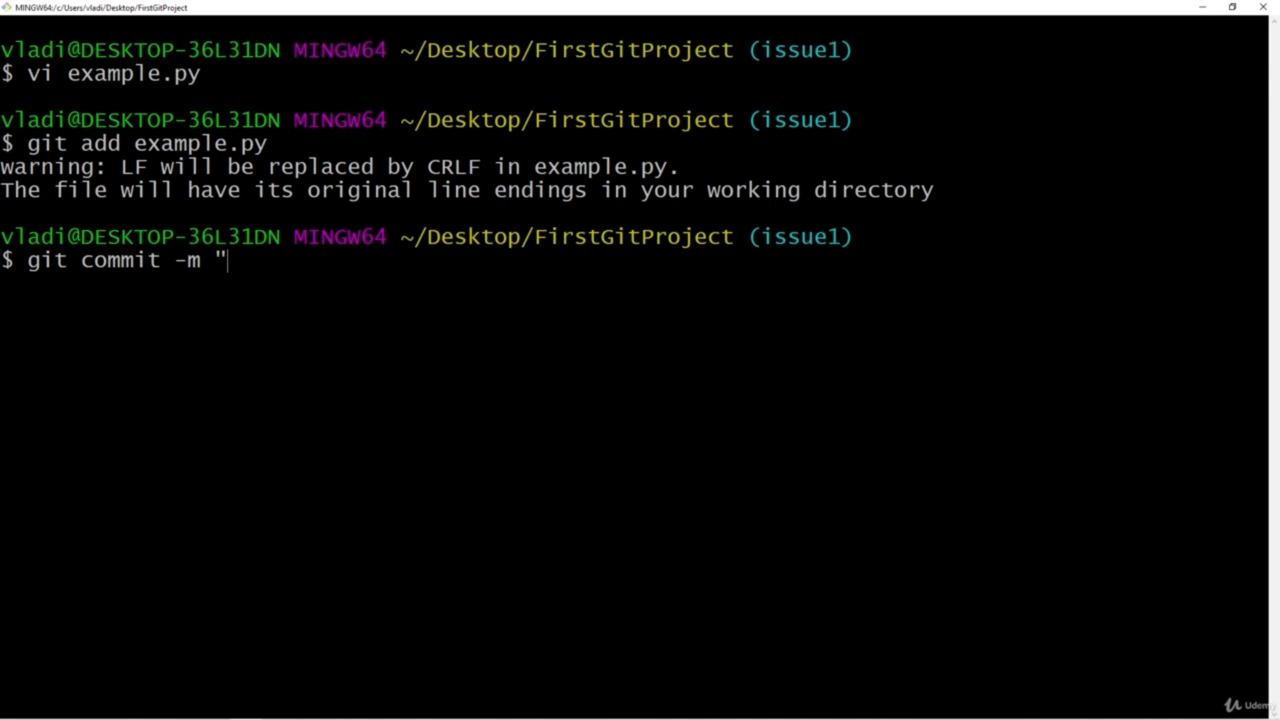 MINGW64:/c/Users/vladi/Desktop/FirstGitProject
vladi@DESKTOP-36L31DN MINGW64 ~/Desktop/FirstGitProject (issue1)
$ vi example.py
vladi@DESKTOP-36L31DN MINGW64 ~/Desktop/FirstGitProject (issue1)
$ git add example.py
warning: LF will be replaced by CRLF in example.py.
The file will have its original line endings in your working directory
vladi@DESKTOP-36L31DN MINGW64 ~/Desktop/FirstGitProject (issue1)
$ git commit -m "
Udemy